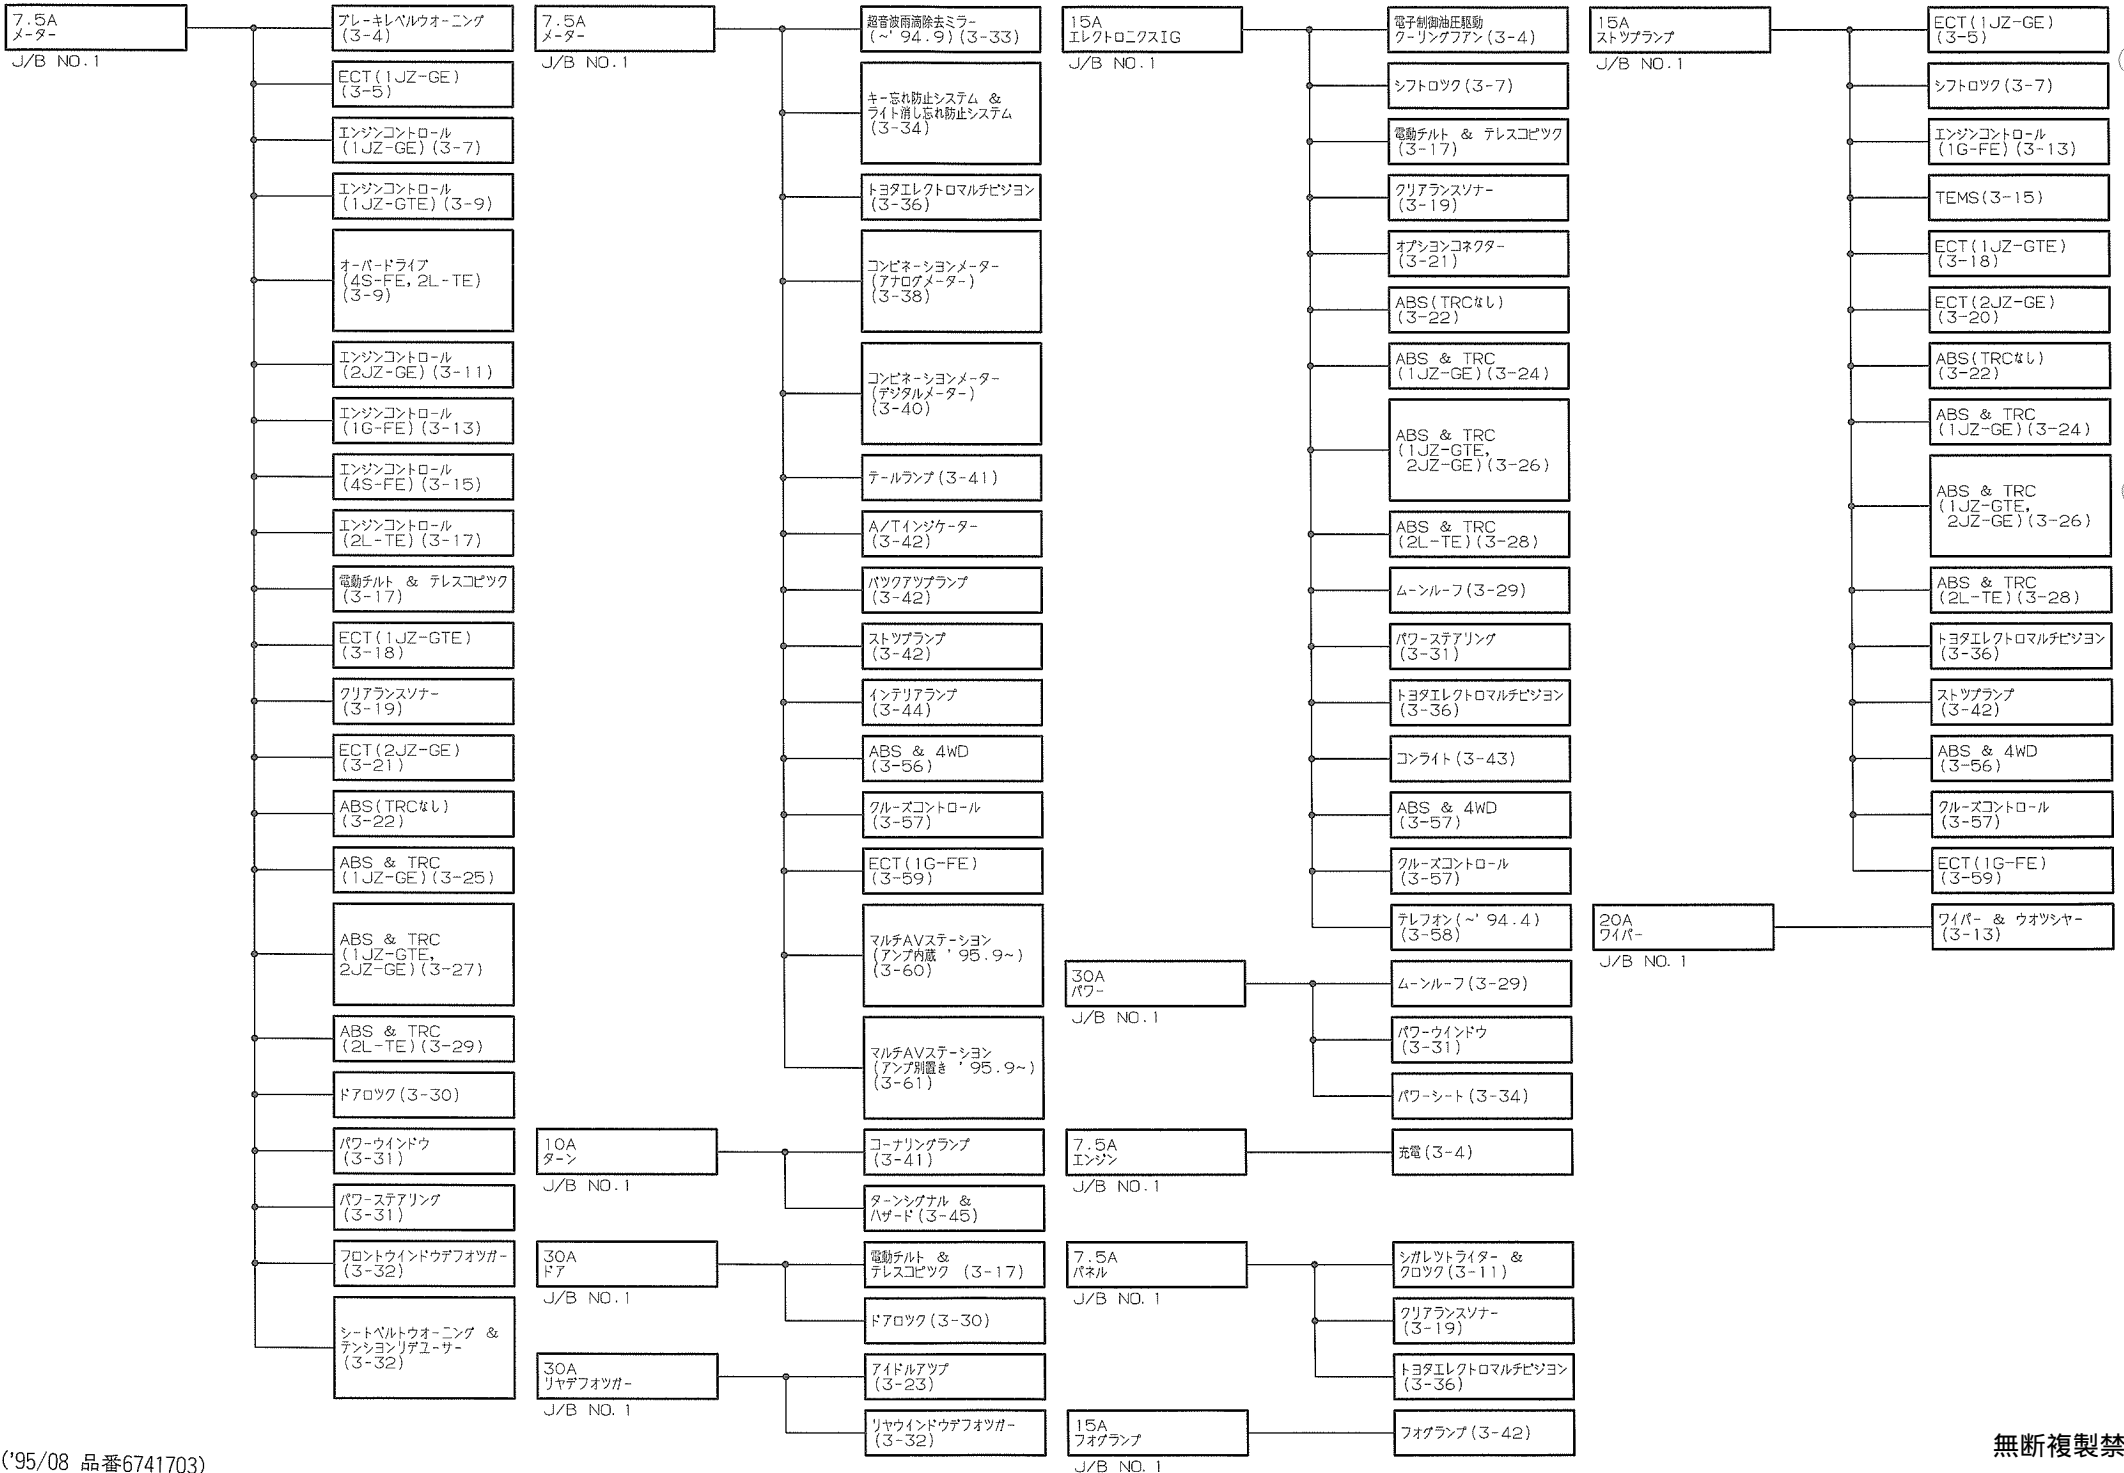 7.5A
メーター
J/B NO.1
ブレーキレベルウオーニング
(3-4)
ECT(1JZ-GE)
(3-5)
エンジンコントロール
(1JZ-GE)(3-7)
エンジンコントロール
(1JZ-GTE)(3-9)
オーバードライブ
(4S-FE,2L-TE)
(3-9)
エンジンコントロール
(2JZ-GE)(3-11)
エンジンコントロール
(1G-FE)(3-13)
エンジンコントロール
(4S-FE)(3-15)
エンジンコントロール
(2L-TE)(3-17)
電動チルト & テレスコピツク
(3-17)
ECT(1JZ-GTE)
(3-18)
クリアランスソナー
(3-19)
ECT(2JZ-GE)
(3-21)
ABS(TRCなし)
(3-22)
ABS & TRC
(1JZ-GE)(3-25)
ABS & TRC
(1JZ-GTE,
2JZ-GE)(3-27)
ABS & TRC
(2L-TE)(3-29)
ドアロツク(3-30)
パワーウインドウ
(3-31)
パワーステアリング
(3-31)
フロントウインドウデフオツガー
(3-32)
シートベルトウオーニング &
テンシヨンリデユーサー
(3-32)
7.5A
メーター
J/B NO.1
超音波雨滴除去ミラー
(~'94.9)(3-33)
キー忘れ防止システム &
ライト消し忘れ防止システム
(3-34)
トヨタエレクトロマルチビジヨン
(3-36)
コンビネーシヨンメーター
(アナログメーター)
(3-38)
コンビネーシヨンメーター
(デジタルメーター)
(3-40)
テールランプ(3-41)
A/Tインジケーター
(3-42)
バツクアツプランプ
(3-42)
ストツプランプ
(3-42)
インテリアランプ
(3-44)
ABS & 4WD
(3-56)
クルーズコントロール
(3-57)
ECT(1G-FE)
(3-59)
マルチAVステーシヨン
(アンプ内蔵 '95.9~)
(3-60)
マルチAVステーシヨン
(アンプ別置き '95.9~)
(3-61)
10A
ターン
J/B NO.1
コーナリングランプ
(3-41)
ターンシグナル &
ハザード(3-45)
30A
ドア
J/B NO.1
電動チルト &
テレスコピツク (3-17)
ドアロツク(3-30)
30A
リヤデフオツガー
J/B NO.1
アイドルアツプ
(3-23)
リヤウインドウデフオツガー
(3-32)
15A
エレクトロニクスIG
J/B NO.1
電子制御油圧駆動
クーリングフアン(3-4)
シフトロツク(3-7)
電動チルト & テレスコピツク
(3-17)
クリアランスソナー
(3-19)
オプシヨンコネクター
(3-21)
ABS(TRCなし)
(3-22)
ABS & TRC
(1JZ-GE)(3-24)
ABS & TRC
(1JZ-GTE,
2JZ-GE)(3-26)
ABS & TRC
(2L-TE)(3-28)
ムーンルーフ(3-29)
パワーステアリング
(3-31)
トヨタエレクトロマルチビジヨン
(3-36)
コンライト(3-43)
ABS & 4WD
(3-57)
クルーズコントロール
(3-57)
テレフオン(~'94.4)
(3-58)
30A
パワー
J/B NO.1
ムーンルーフ(3-29)
パワーウインドウ
(3-31)
パワーシート(3-34)
7.5A
エンジン
J/B NO.1
充電(3-4)
7.5A
パネル
J/B NO.1
シガレツトライター &
クロツク(3-11)
クリアランスソナー
(3-19)
トヨタエレクトロマルチビジヨン
(3-36)
15A
フオグランプ
J/B NO.1
フオグランプ(3-42)
15A
ストツプランプ
J/B NO.1
ECT(1JZ-GE)
(3-5)
シフトロツク(3-7)
エンジンコントロール
(1G-FE)(3-13)
TEMS(3-15)
ECT(1JZ-GTE)
(3-18)
ECT(2JZ-GE)
(3-20)
ABS(TRCなし)
(3-22)
ABS & TRC
(1JZ-GE)(3-24)
ABS & TRC
(1JZ-GTE,
2JZ-GE)(3-26)
ABS & TRC
(2L-TE)(3-28)
トヨタエレクトロマルチビジヨン
(3-36)
ストツプランプ
(3-42)
ABS & 4WD
(3-56)
クルーズコントロール
(3-57)
ECT(1G-FE)
(3-59)
20A
ワイパー
J/B NO.1
ワイパー & ウオツシヤー
(3-13)
('95/08 品番6741703)
無断複製禁